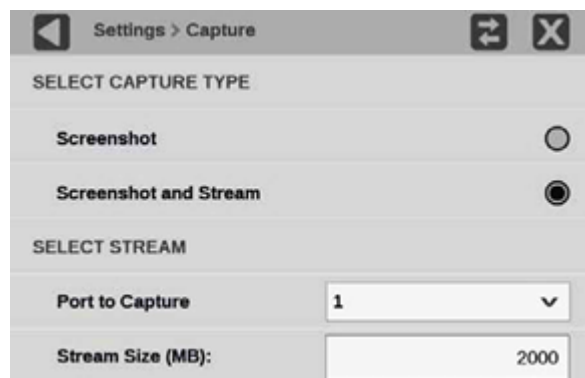 Settings > Capture
SELECT CAPTURE TYPE
Screenshot
Screenshot and Stream
SELECT STREAM
Port to Capture 1
Stream Size (MB): 2000